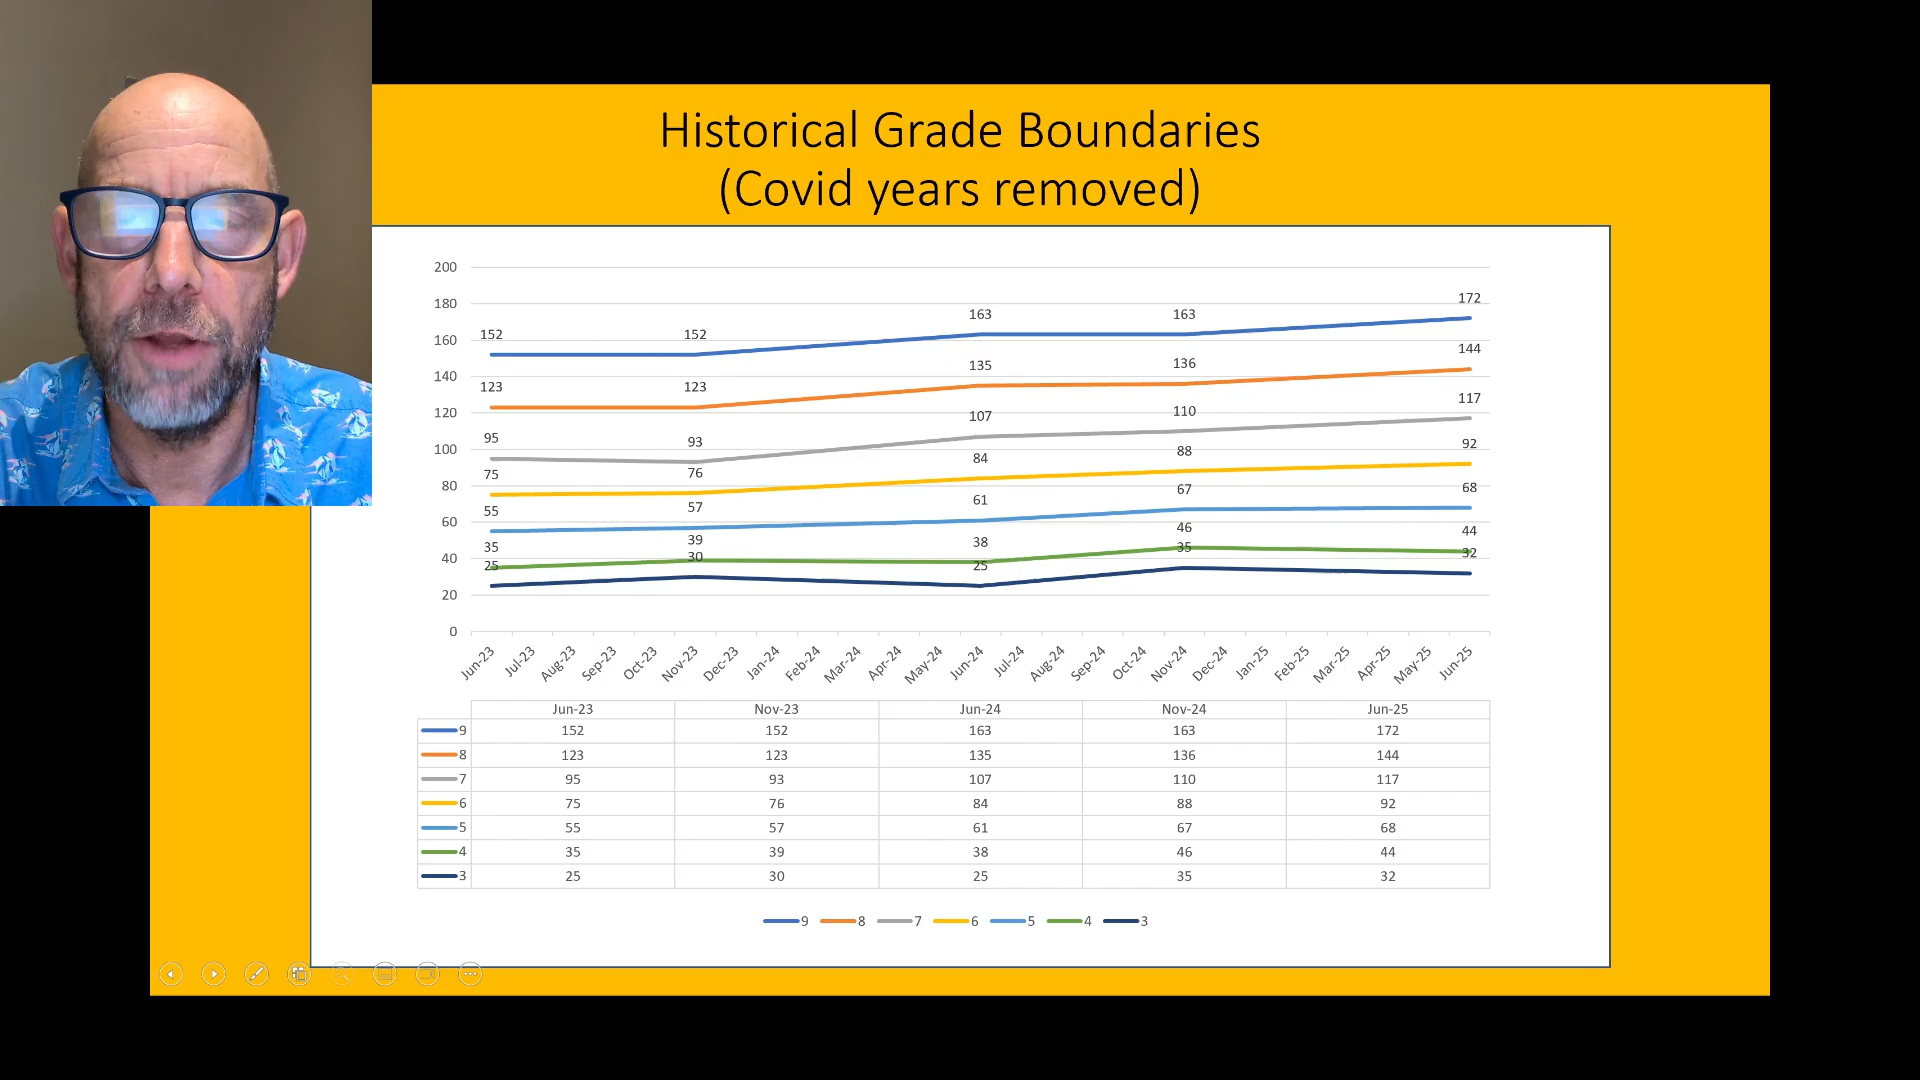 Historical Grade Boundaries
(Covid years removed)
200
180
160
140
120
100
80
60
40
20
0
152 152 163 163 172
123 123 135 136 144
95 93 107 110 117
75 76 84 88 92
55 57 61 67 68
35 39 38 46 44
25 30 25 35 32
Jun-23 Jul-23 Aug-23 Sep-23 Oct-23 Nov-23 Dec-23 Jan-24 Feb-24 Mar-24 Apr-24 May-24 Jun-24 Jul-24 Aug-24 Sep-24 Oct-24 Nov-24 Dec-24 Jan-25 Feb-25 Mar-25 Apr-25 May-25 Jun-25
Jun-23 Nov-23 Jun-24 Nov-24 Jun-25
9 152 152 163 163 172
8 123 123 135 136 144
7 95 93 107 110 117
6 75 76 84 88 92
5 55 57 61 67 68
4 35 39 38 46 44
3 25 30 25 35 32
9 8 7 6 5 4 3